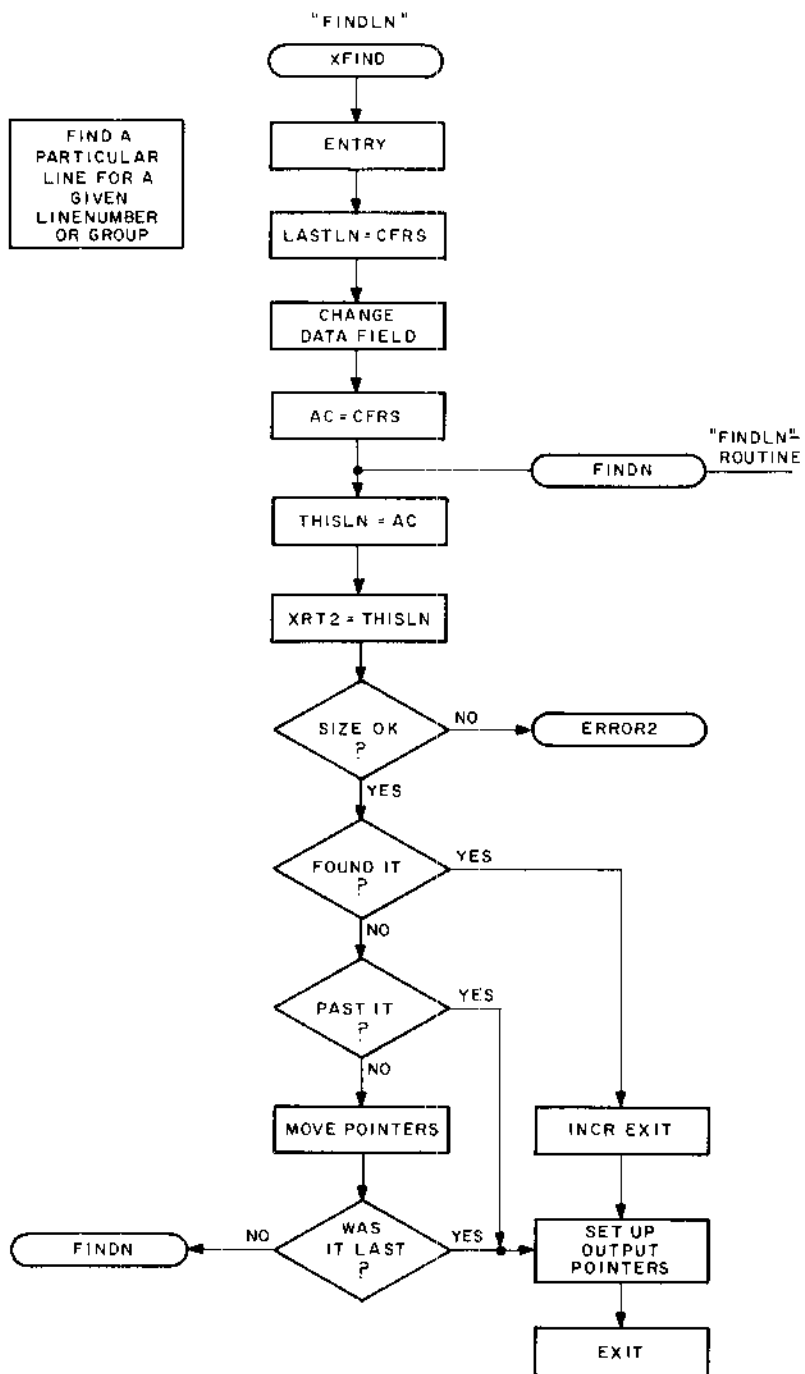 "FINDLN"
XFIND
FIND A
PARTICULAR
LINE FOR A
GIVEN
LINENUMBER
OR GROUP
ENTRY
LASTLN = CFRS
CHANGE
DATA FIELD
AC = CFRS
"FINDLN"-
ROUTINE
FINDN
THISLN = AC
XRT2 = THISLN
SIZE OK
?
NO
ERROR2
YES
FOUND IT
?
YES
NO
PAST IT
?
YES
NO
MOVE POINTERS
INCR EXIT
FINDN
NO
WAS
IT LAST
?
YES
SET UP
OUTPUT
POINTERS
EXIT